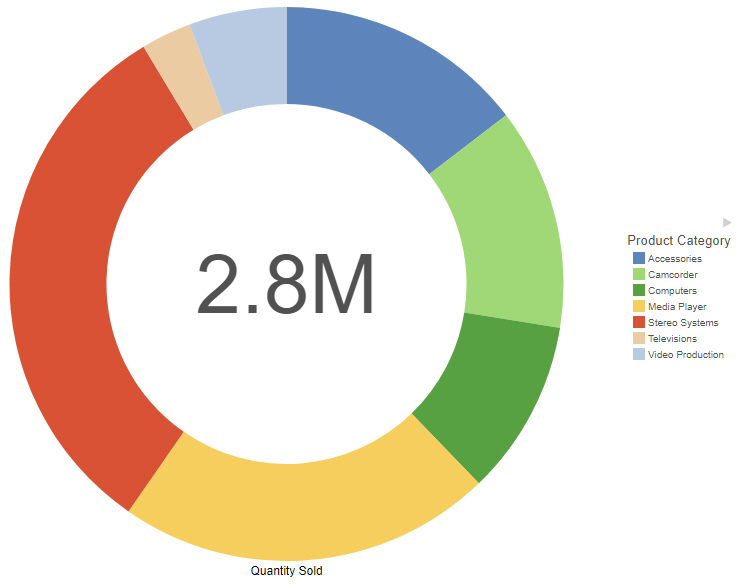 2.8M
Quantity Sold
Product Category
Accessories
Camcorder
Computers
Media Player
Stereo Systems
Televisions
Video Production